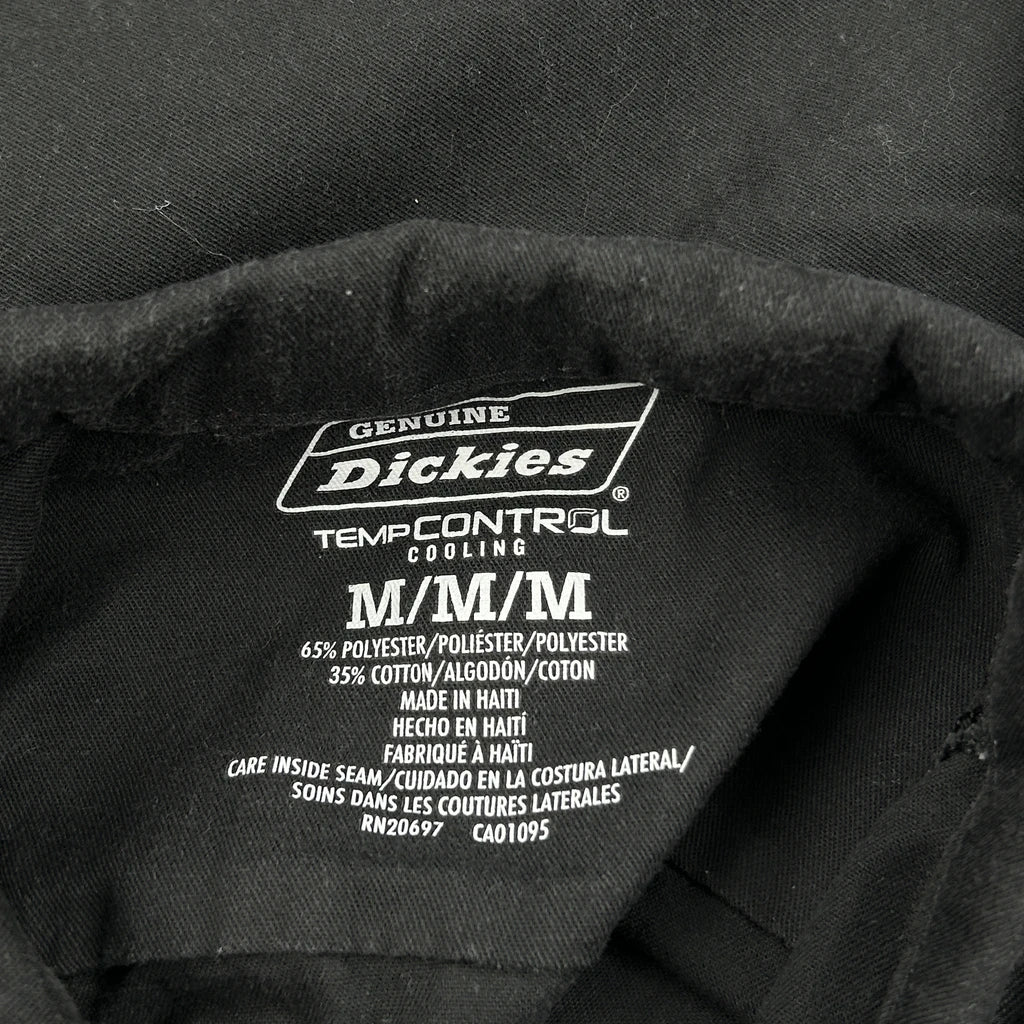 GENUINE
Dickies®
TEMPCONTROL
COOLING
M/M/M
65% POLYESTER/POLIÉSTER/POLYESTER
35% COTTON/ALGODÓN/COTON
MADE IN HAITI
HECHO EN HAITÍ
FABRIQUÉ À HAÏTI
CARE INSIDE SEAM/CUIDADO EN LA COSTURA LATERAL/
SOINS DANS LES COUTURES LATERALES
RN20697 CA01095